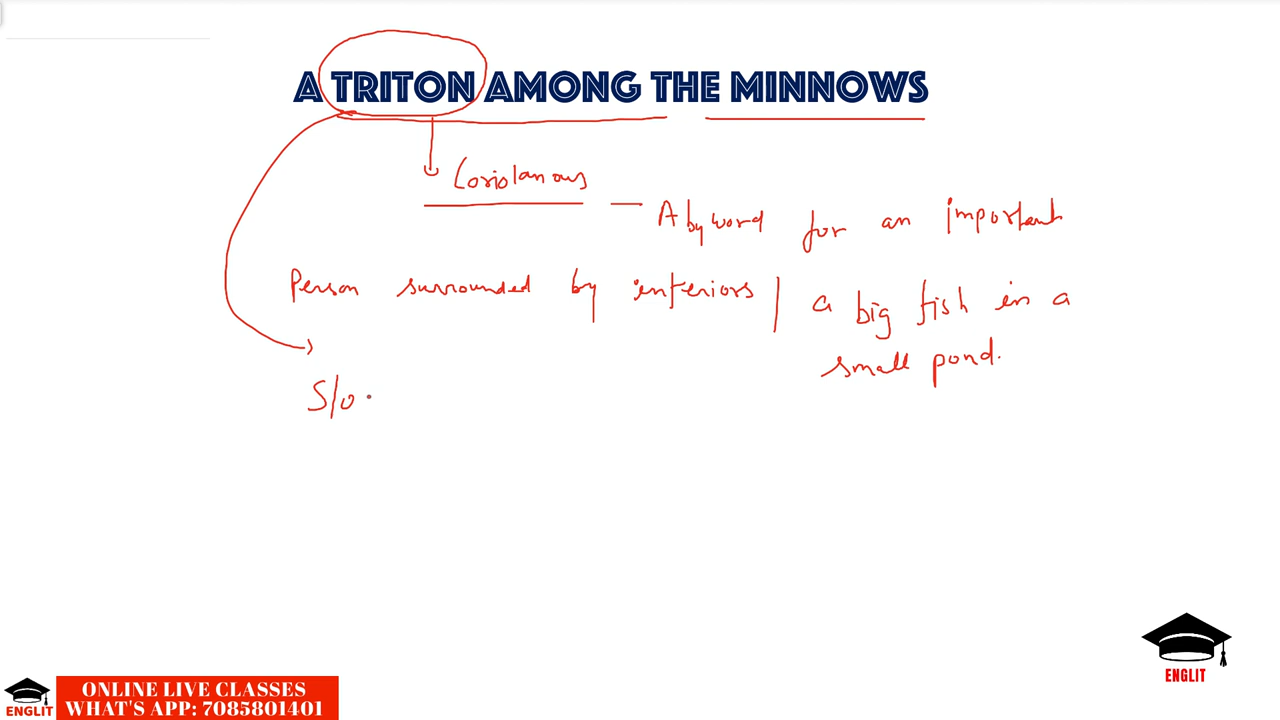 A TRITON AMONG THE MINNOWS
Coriolanous
— A byword for an important
Person surrounded by inferiors / a big fish in a
small pond.
S/o
ENGLIT
ONLINE LIVE CLASSES
WHAT'S APP: 7085801401
ENGLIT